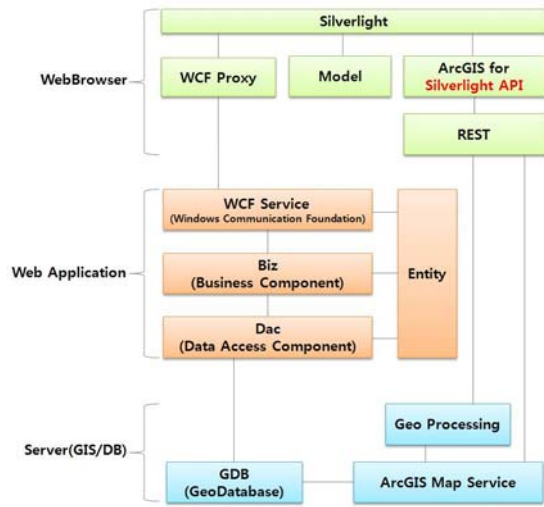 Silverlight
WebBrowser
WCF Proxy
Model
ArcGIS for
Silverlight API
REST
Web Application
WCF Service
(Windows Communication Foundation)
Biz
(Business Component)
Entity
Dac
(Data Access Component)
Server(GIS/DB)
Geo Processing
GDB
(GeoDatabase)
ArcGIS Map Service